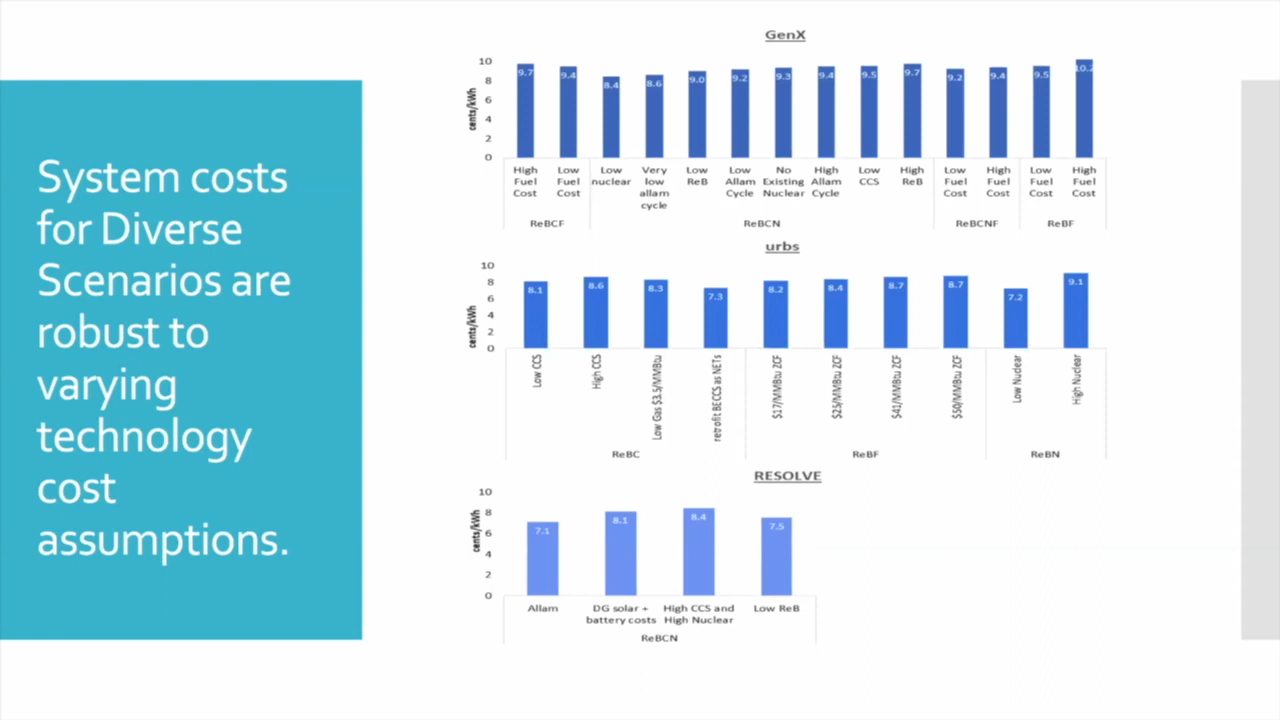 System costs
for Diverse
Scenarios are
robust to
varying
technology
cost
assumptions.
GenX
cents/kWh
10
8
6
4
2
0
9.7 9.4 8.4 8.6 9.0 9.2 9.3 9.4 9.5 9.7 9.2 9.4 9.5 10.2
High Low Low Very Low Low No High Low High Low High Low High
Fuel Fuel nuclear low ReB Allam Existing Allam CCS ReB Fuel Fuel Fuel Fuel
Cost Cost allam Cycle Nuclear Cycle Cost Cost Cost Cost
cycle
ReBCF ReBCN ReBCNF ReBF
urbs
cents/kWh
10
8
6
4
2
0
8.1 8.6 8.3 7.3 8.2 8.4 8.7 8.7 7.2 9.1
Low CCS
High CCS
Low Gas $3.5/MMBtu
retrofit BECCS as NETs
$17/MMBtu ZCF
$25/MMBtu ZCF
$41/MMBtu ZCF
$50/MMBtu ZCF
Low Nuclear
High Nuclear
ReBC ReBF ReBN
RESOLVE
cents/kWh
10
8
6
4
2
0
7.1 8.1 8.4 7.5
Allam DG solar + High CCS and Low ReB
battery costs High Nuclear
ReBCN